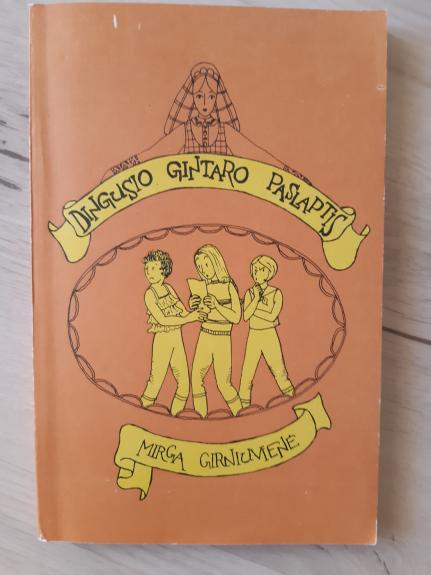 DINGUSIO GINTARO PASLAPTIS
MIRGA GIRNIUVIENĖ